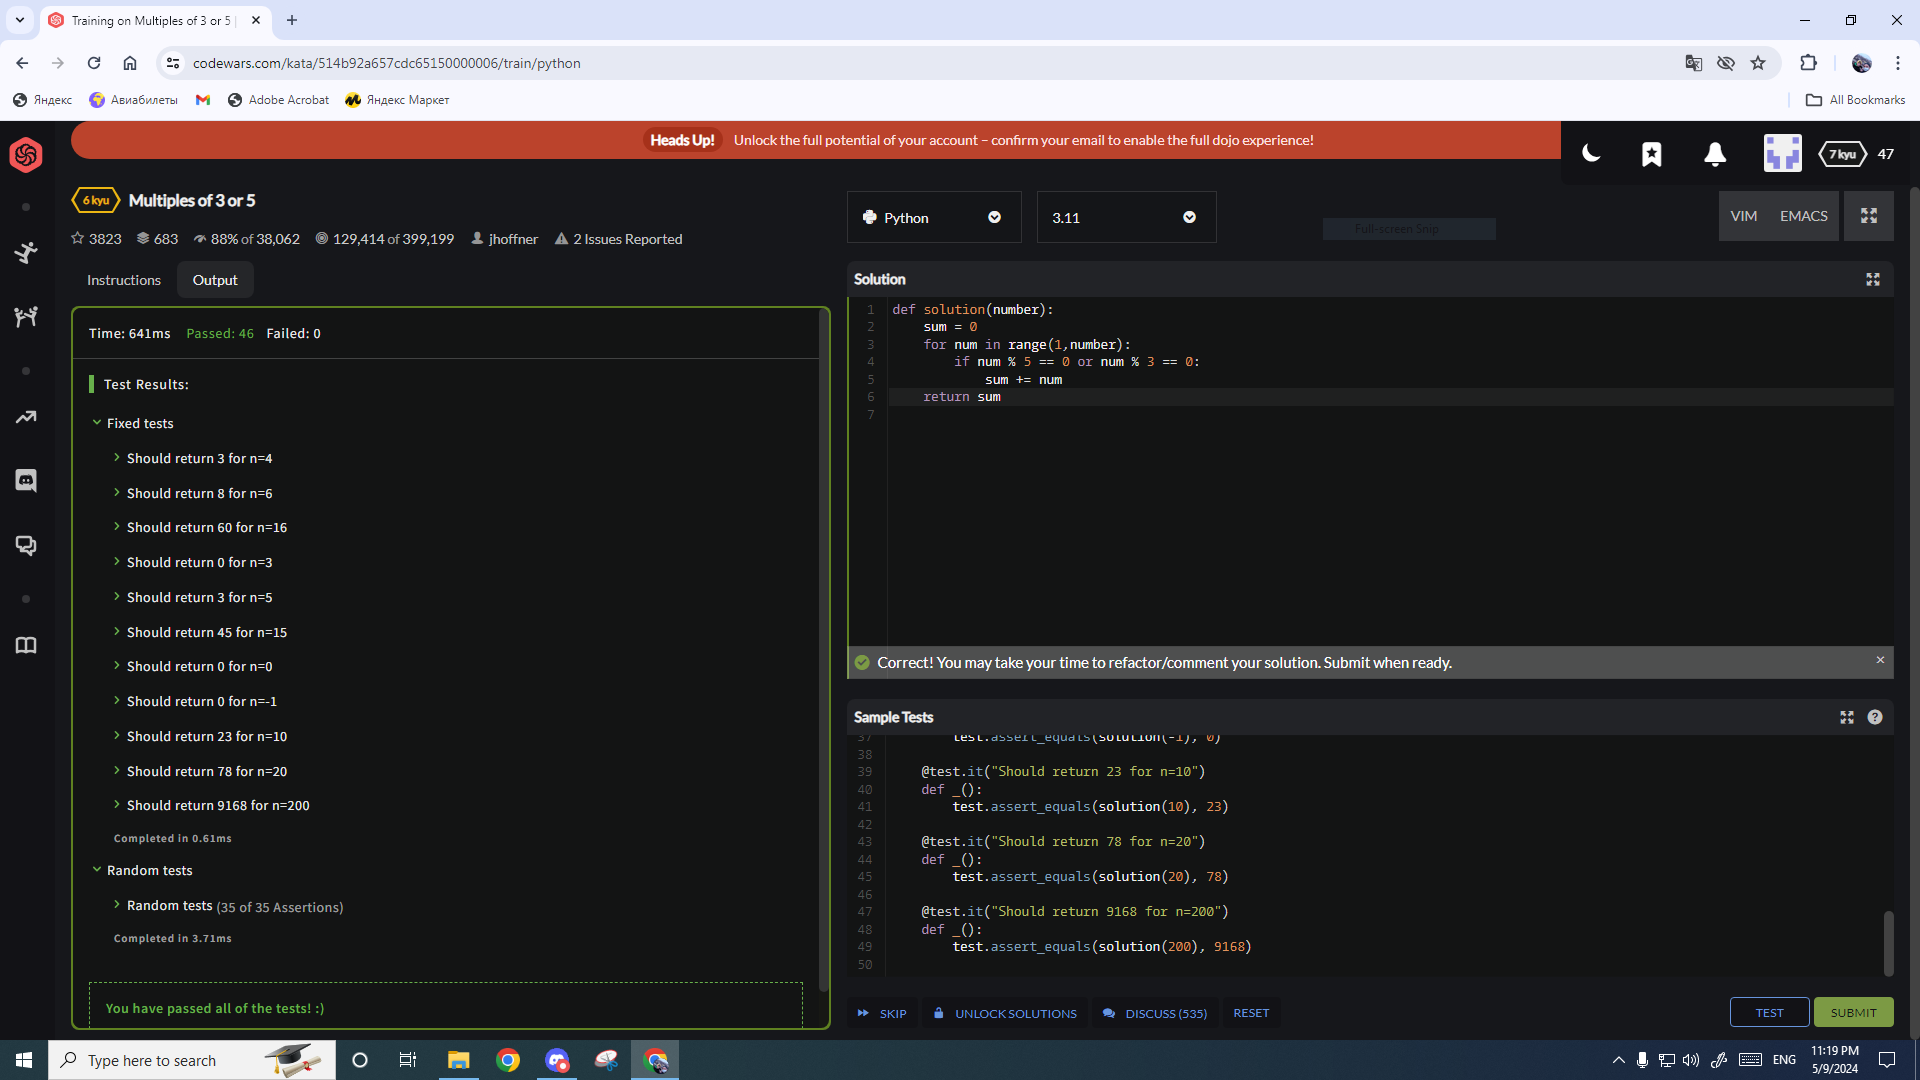 Training on Multiples of 3 or 5
codewars.com/kata/514b92a657cdc65150000006/train/python
Яндекс
Авиабилеты
Adobe Acrobat
Яндекс Маркет
All Bookmarks
Heads Up! Unlock the full potential of your account – confirm your email to enable the full dojo experience!
7 kyu 47
6 kyu Multiples of 3 or 5
3823 683 88% of 38,062 129,414 of 399,199 jhoffner 2 Issues Reported
Instructions
Output
Time: 641ms Passed: 46 Failed: 0
Test Results:
Fixed tests
Should return 3 for n=4
Should return 8 for n=6
Should return 60 for n=16
Should return 0 for n=3
Should return 3 for n=5
Should return 45 for n=15
Should return 0 for n=0
Should return 0 for n=-1
Should return 23 for n=10
Should return 78 for n=20
Should return 9168 for n=200
Completed in 0.61ms
Random tests
Random tests (35 of 35 Assertions)
Completed in 3.71ms
You have passed all of the tests! :)
Python
3.11
Full-screen Snip
VIM EMACS
Solution
1 def solution(number):
2 sum = 0
3 for num in range(1,number):
4 if num % 5 == 0 or num % 3 == 0:
5 sum += num
6 return sum
7
Correct! You may take your time to refactor/comment your solution. Submit when ready.
Sample Tests
37 test.assert_equals(solution(-1), 0)
38
39 @test.it("Should return 23 for n=10")
40 def _():
41 test.assert_equals(solution(10), 23)
42
43 @test.it("Should return 78 for n=20")
44 def _():
45 test.assert_equals(solution(20), 78)
46
47 @test.it("Should return 9168 for n=200")
48 def _():
49 test.assert_equals(solution(200), 9168)
50
SKIP
UNLOCK SOLUTIONS
DISCUSS (535)
RESET
TEST
SUBMIT
Type here to search
ENG
11:19 PM
5/9/2024